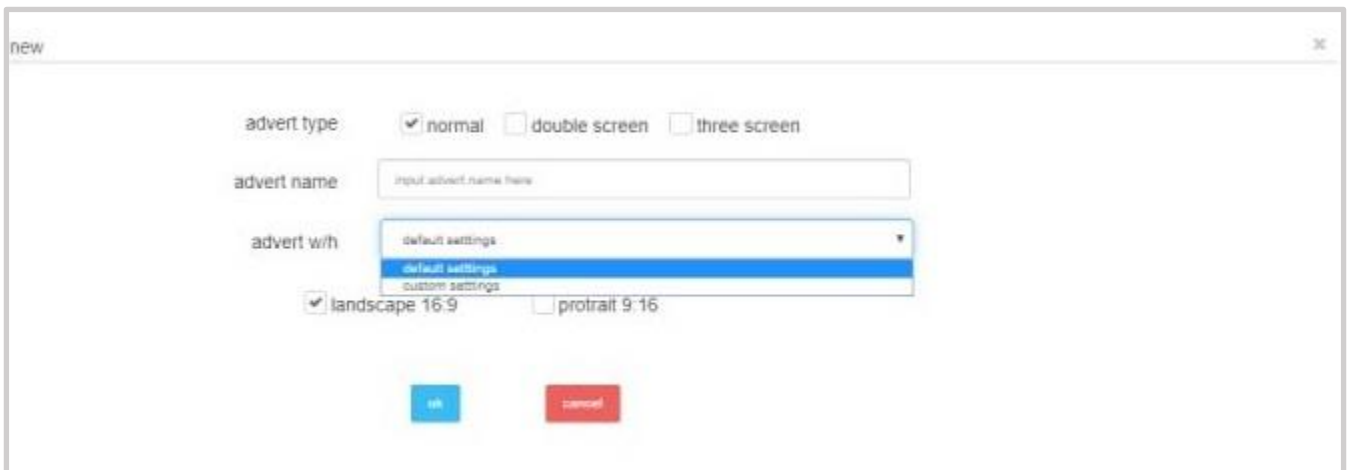 new
advert type normal double screen three screen
advert name input advert name here
advert w/h default settings
default settings
custom settings
landscape 16:9 protrait 9:16
ok cancel